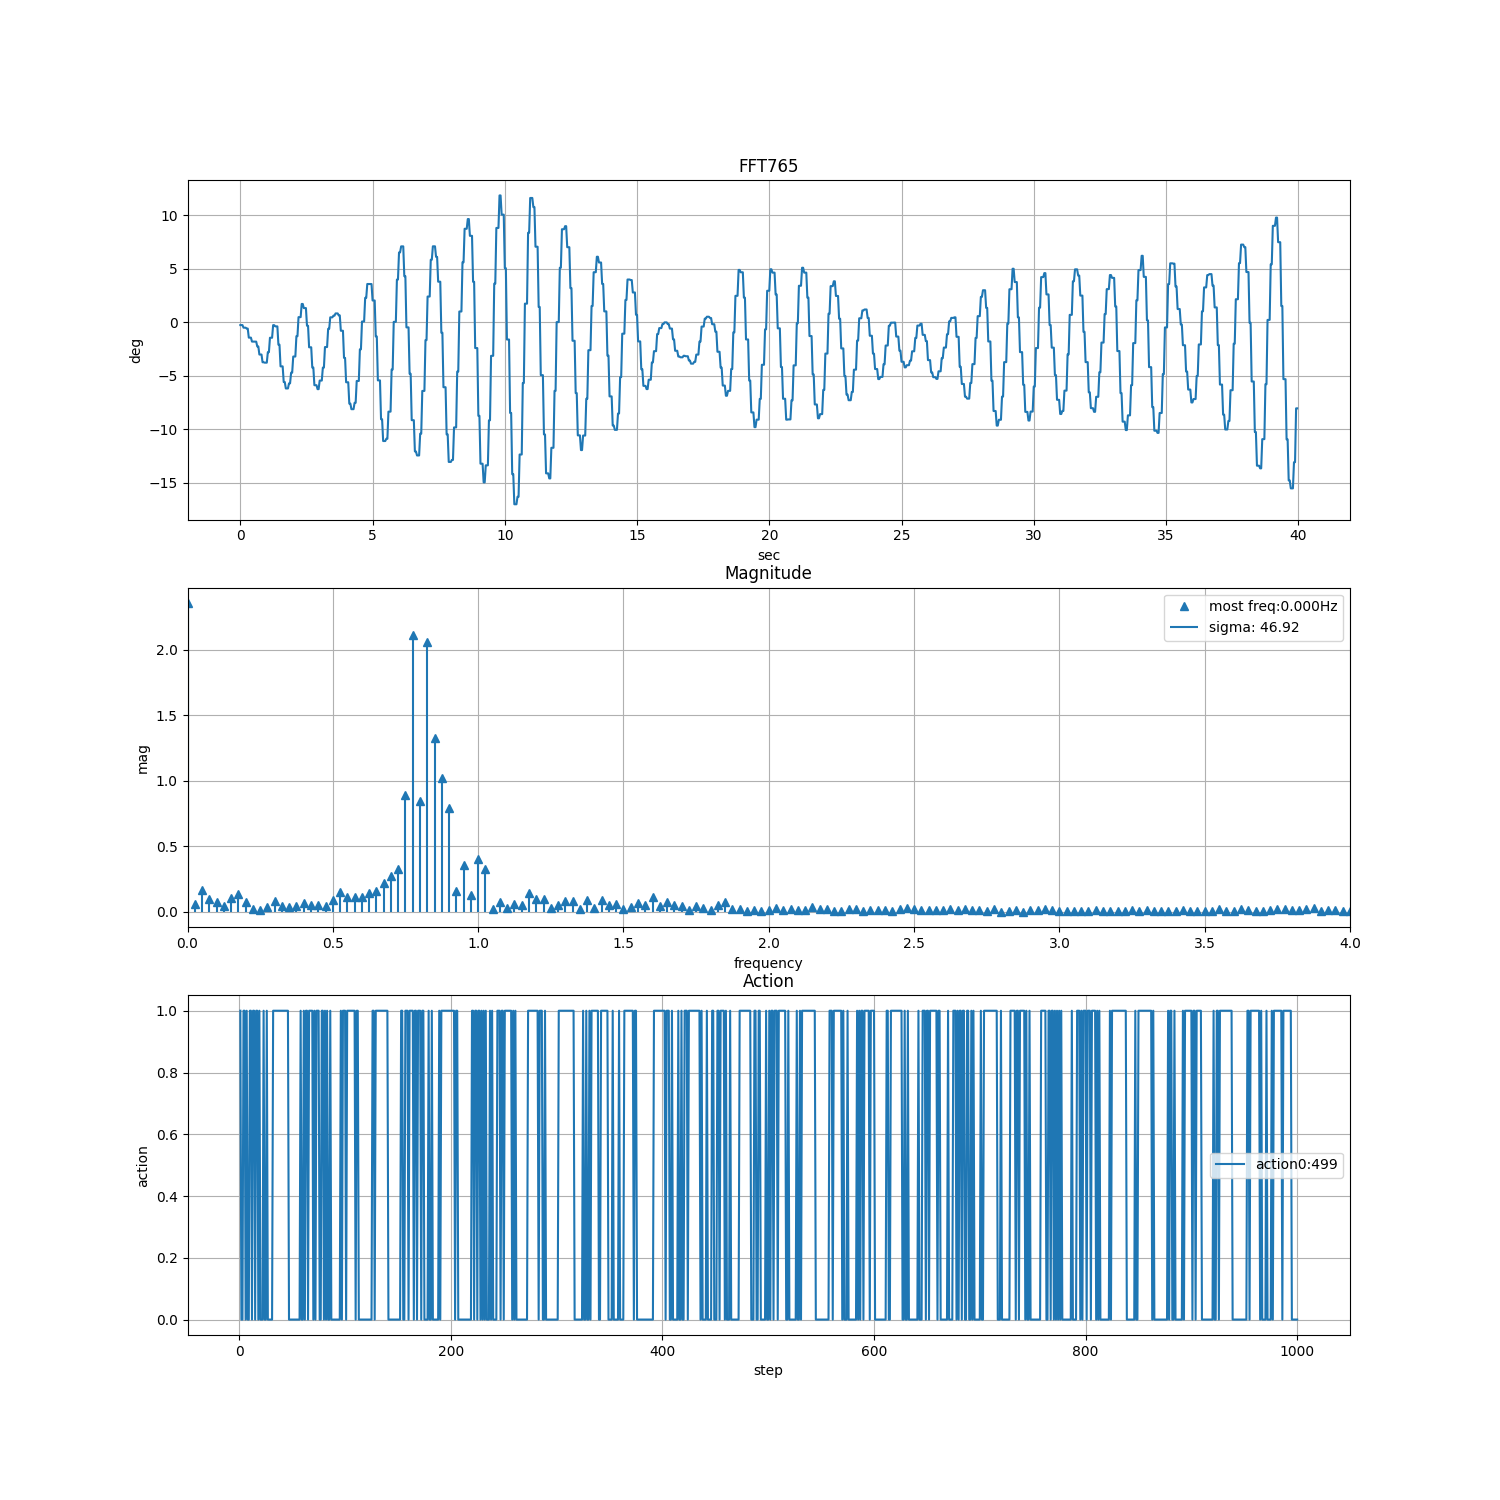 FFT765
10
5
0
−5
−10
−15
deg
0 5 10 15 20 25 30 35 40
sec
Magnitude
most freq:0.000Hz
sigma: 46.92
2.0
1.5
1.0
0.5
0.0
mag
0.0 0.5 1.0 1.5 2.0 2.5 3.0 3.5 4.0
frequency
Action
1.0
0.8
0.6
0.4
0.2
0.0
action
action0:499
0 200 400 600 800 1000
step